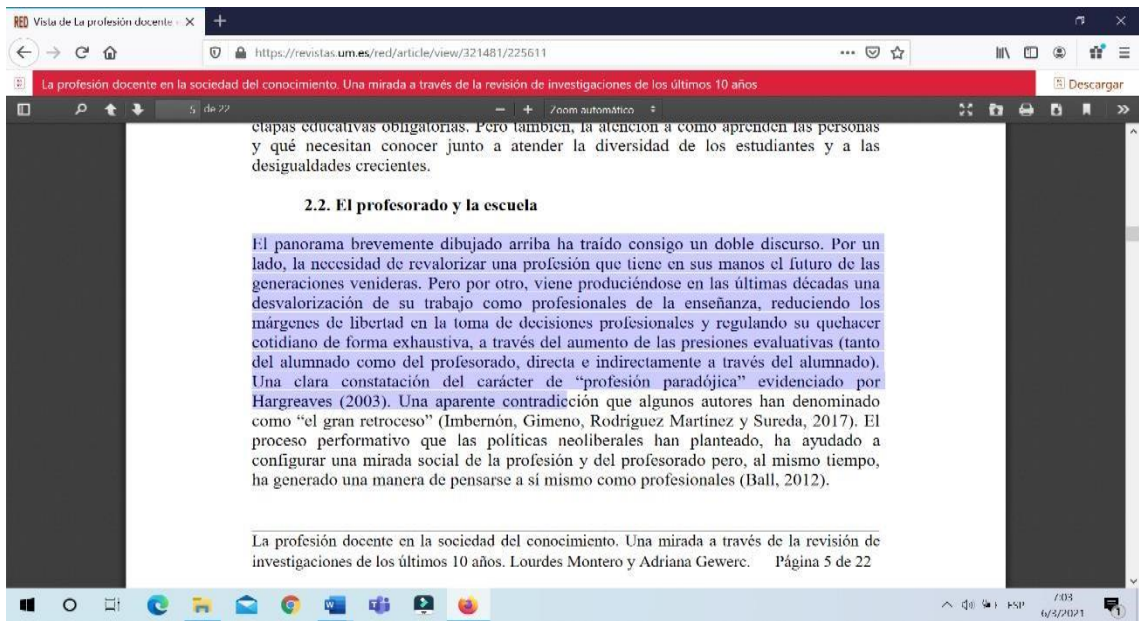 RED Vista de La profesión docente
https://revistas.um.es/red/article/view/321481/225611
La profesión docente en la sociedad del conocimiento. Una mirada a través de la revisión de investigaciones de los últimos 10 años
Descargar
5 de 22
Zoom automático
etapas educativas obligatorias. Pero también, la atención a cómo aprenden las personas
y qué necesitan conocer junto a atender la diversidad de los estudiantes y a las
desigualdades crecientes.
2.2. El profesorado y la escuela
El panorama brevemente dibujado arriba ha traído consigo un doble discurso. Por un
lado, la necesidad de revalorizar una profesión que tiene en sus manos el futuro de las
generaciones venideras. Pero por otro, viene produciéndose en las últimas décadas una
desvalorización de su trabajo como profesionales de la enseñanza, reduciendo los
márgenes de libertad en la toma de decisiones profesionales y regulando su quehacer
cotidiano de forma exhaustiva, a través del aumento de las presiones evaluativas (tanto
del alumnado como del profesorado, directa e indirectamente a través del alumnado).
Una clara constatación del carácter de “profesión paradójica” evidenciado por
Hargreaves (2003). Una aparente contradicción que algunos autores han denominado
como “el gran retroceso” (Imbernón, Gimeno, Rodríguez Martínez y Sureda, 2017). El
proceso performativo que las políticas neoliberales han planteado, ha ayudado a
configurar una mirada social de la profesión y del profesorado pero, al mismo tiempo,
ha generado una manera de pensarse a sí mismo como profesionales (Ball, 2012).
La profesión docente en la sociedad del conocimiento. Una mirada a través de la revisión de
investigaciones de los últimos 10 años. Lourdes Montero y Adriana Gewerc. Página 5 de 22
ESP
7:03
6/3/2021